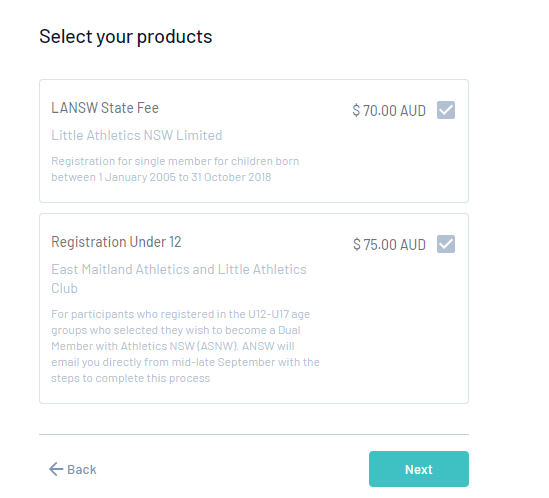 Select your products
LANSW State Fee
$ 70.00 AUD
Little Athletics NSW Limited
Registration for single member for children born
between 1 January 2005 to 31 October 2018
Registration Under 12
$ 75.00 AUD
East Maitland Athletics and Little Athletics
Club
For participants who registered in the U12-U17 age
groups who selected they wish to become a Dual
Member with Athletics NSW (ASNW). ANSW will
email you directly from mid-late September with the
steps to complete this process
Back
Next